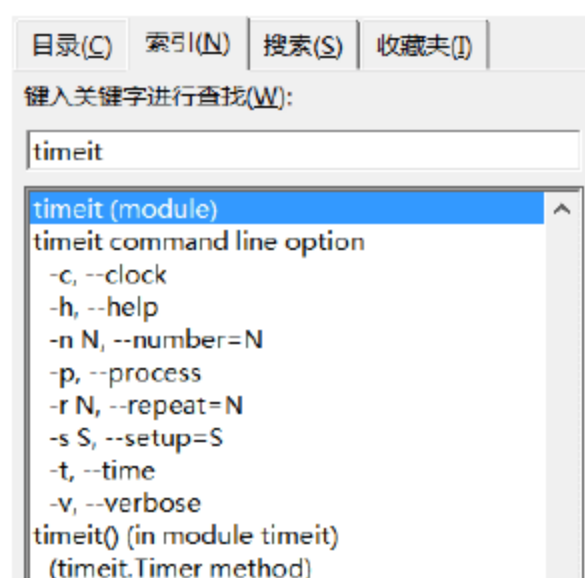 目录(C) 索引(N) 搜索(S) 收藏夹(I)
键入关键字进行查找(W):
timeit
timeit (module)
timeit command line option
-c, --clock
-h, --help
-n N, --number=N
-p, --process
-r N, --repeat=N
-s S, --setup=S
-t, --time
-v, --verbose
timeit() (in module timeit)
(timeit.Timer method)